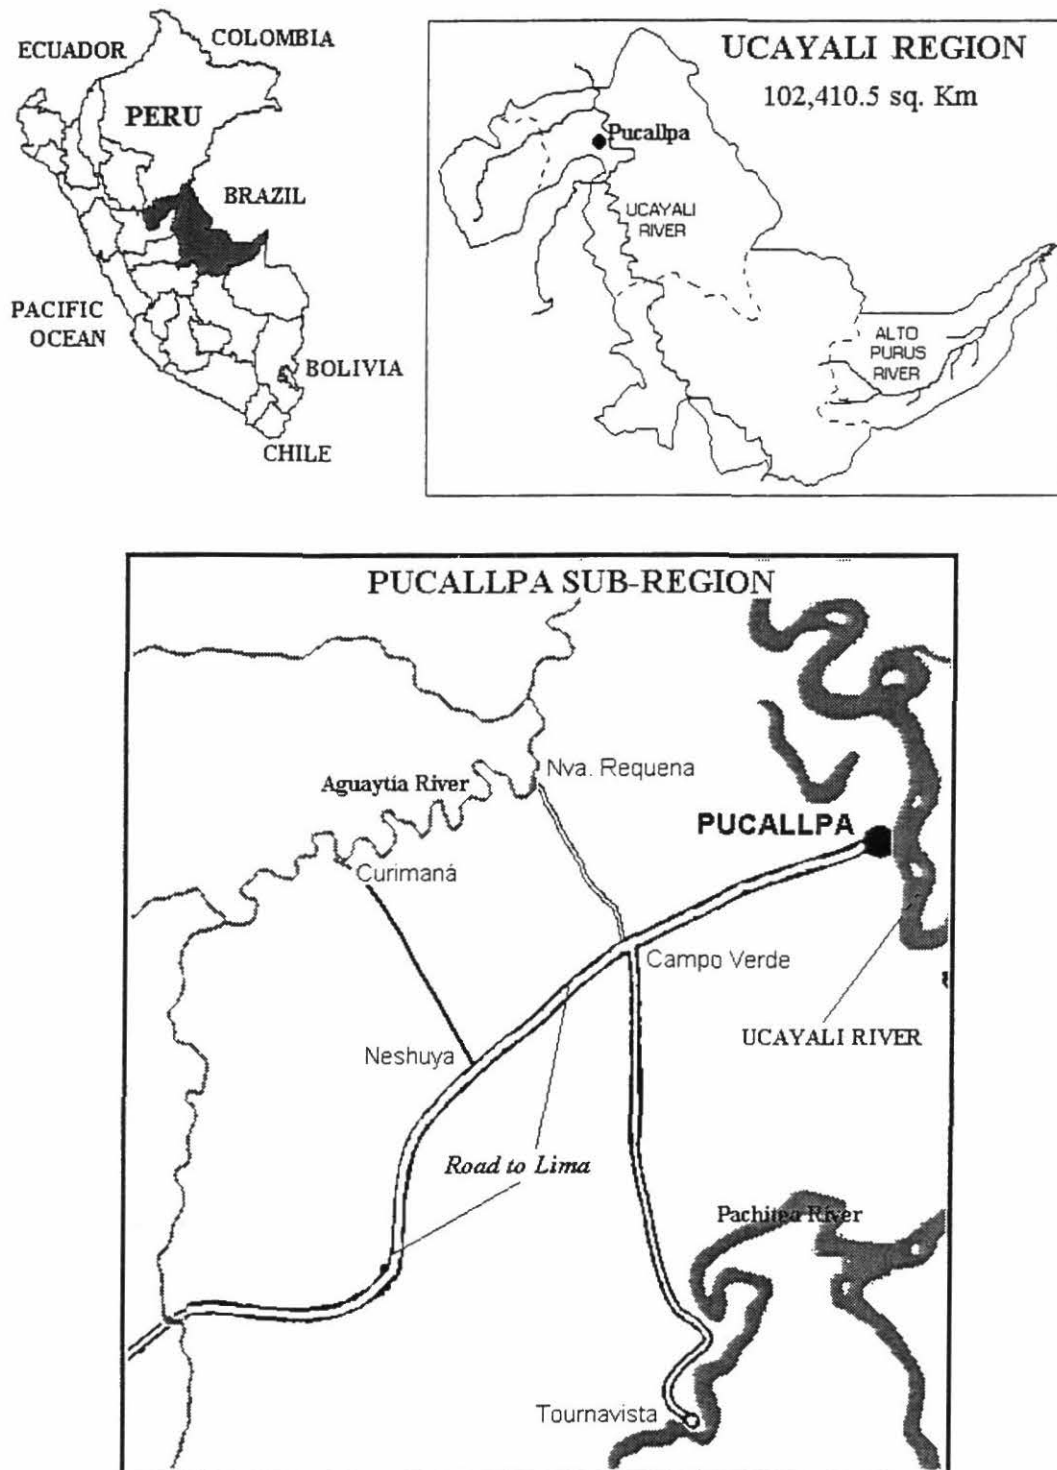 ECUADOR
COLOMBIA
PERU
BRAZIL
PACIFIC
OCEAN
BOLIVIA
CHILE
UCAYALI REGION
102,410.5 sq. Km
Pucallpa
UCAYALI
RIVER
ALTO
PURUS
RIVER
PUCALLPA SUB-REGION
Nva. Requena
Aguaytía River
PUCALLPA
Curimaná
Campo Verde
UCAYALI RIVER
Neshuya
Road to Lima
Pachitea River
Tournavista